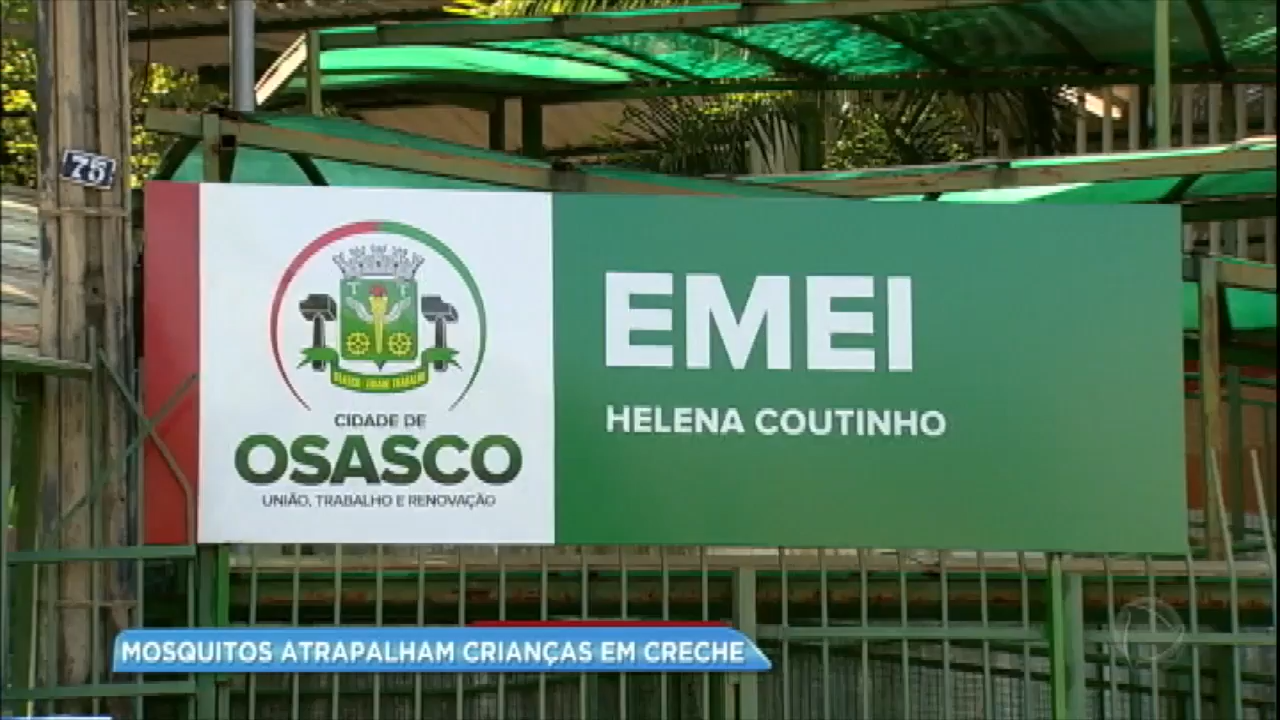 75
CIDADE DE
OSASCO
UNIÃO, TRABALHO E RENOVAÇÃO
EMEI
HELENA COUTINHO
MOSQUITOS ATRAPALHAM CRIANÇAS EM CRECHE